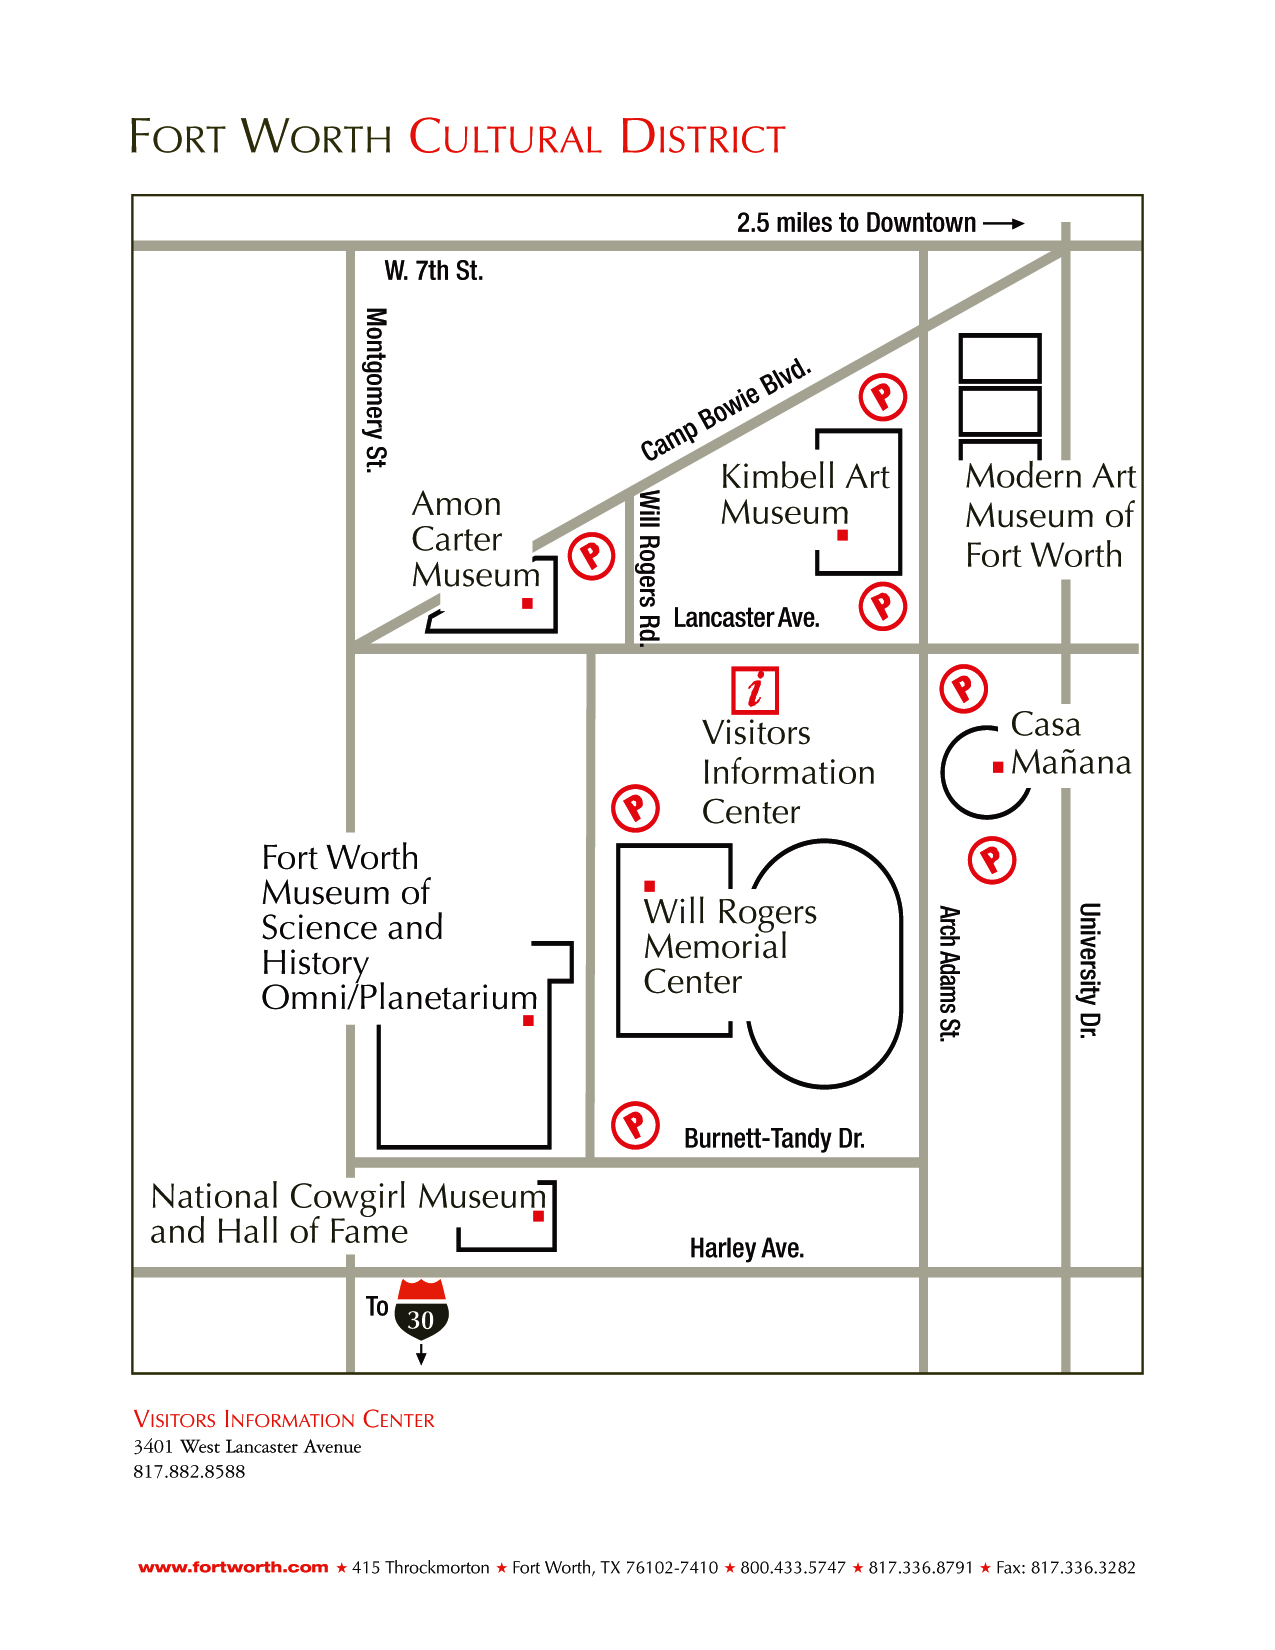 FORT WORTH CULTURAL DISTRICT
2.5 miles to Downtown
W. 7th St.
Montgomery St.
Camp Bowie Blvd.
P
Kimbell Art
Museum
Modern Art
Museum of
Fort Worth
Amon
Carter
Museum
P
Will Rogers Rd.
P
Lancaster Ave.
i
Visitors
Information
Center
P
Casa
Mañana
P
P
Fort Worth
Museum of
Science and
History
Omni/Planetarium
Will Rogers
Memorial
Center
Arch Adams St.
University Dr.
P
Burnett-Tandy Dr.
National Cowgirl Museum
and Hall of Fame
Harley Ave.
To 30
VISITORS INFORMATION CENTER
3401 West Lancaster Avenue
817.882.8588
www.fortworth.com ★ 415 Throckmorton ★ Fort Worth, TX 76102-7410 ★ 800.433.5747 ★ 817.336.8791 ★ Fax: 817.336.3282